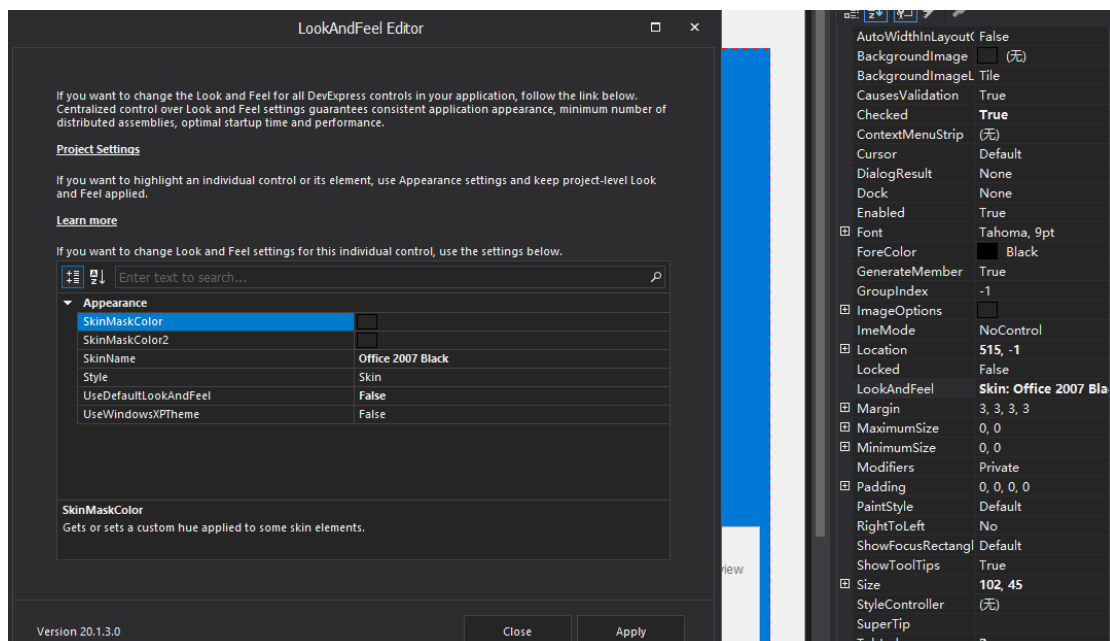 LookAndFeel Editor
If you want to change the Look and Feel for all DevExpress controls in your application, follow the link below.
Centralized control over Look and Feel settings guarantees consistent application appearance, minimum number of
distributed assemblies, optimal startup time and performance.
Project Settings
If you want to highlight an individual control or its element, use Appearance settings and keep project-level Look
and Feel applied.
Learn more
If you want to change Look and Feel settings for this individual control, use the settings below.
Enter text to search...
Appearance
SkinMaskColor
SkinMaskColor2
SkinName Office 2007 Black
Style Skin
UseDefaultLookAndFeel False
UseWindowsXPTheme False
SkinMaskColor
Gets or sets a custom hue applied to some skin elements.
Version 20.1.3.0
Close Apply
AutoWidthInLayoutC False
BackgroundImage (无)
BackgroundImageL Tile
CausesValidation True
Checked True
ContextMenuStrip (无)
Cursor Default
DialogResult None
Dock None
Enabled True
Font Tahoma, 9pt
ForeColor Black
GenerateMember True
GroupIndex -1
ImageOptions
ImeMode NoControl
Location 515, -1
Locked False
LookAndFeel Skin: Office 2007 Bla
Margin 3, 3, 3, 3
MaximumSize 0, 0
MinimumSize 0, 0
Modifiers Private
Padding 0, 0, 0, 0
PaintStyle Default
RightToLeft No
ShowFocusRectangl Default
ShowToolTips True
Size 102, 45
StyleController (无)
SuperTip